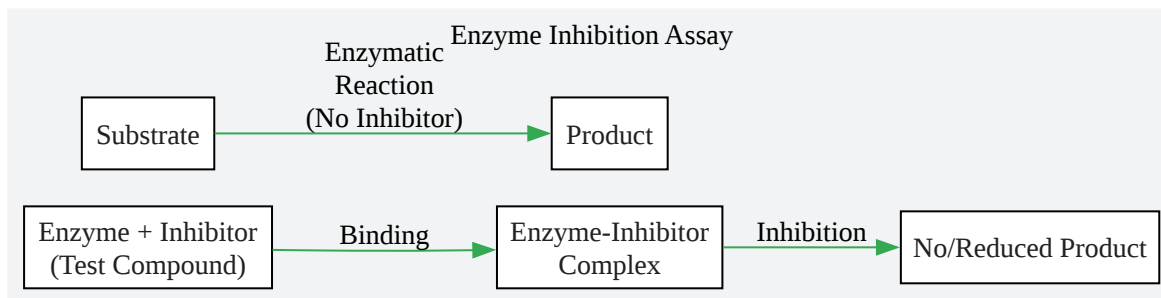 Enzyme Inhibition Assay
Enzymatic
Reaction
(No Inhibitor)
Substrate
Product
Enzyme + Inhibitor
(Test Compound)
Binding
Enzyme-Inhibitor
Complex
Inhibition
No/Reduced Product